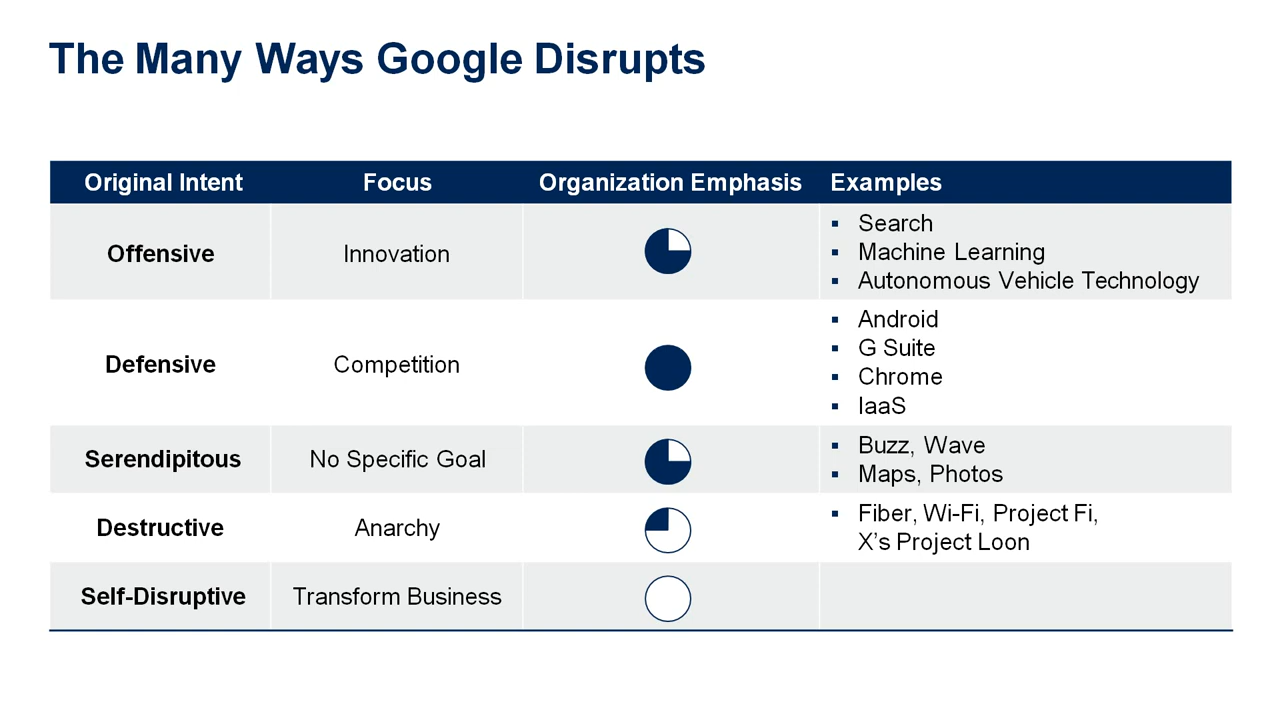 The Many Ways Google Disrupts
Original Intent Focus Organization Emphasis Examples
Offensive Innovation
▪ Search
▪ Machine Learning
▪ Autonomous Vehicle Technology
Defensive Competition
▪ Android
▪ G Suite
▪ Chrome
▪ IaaS
Serendipitous No Specific Goal
▪ Buzz, Wave
▪ Maps, Photos
Destructive Anarchy
▪ Fiber, Wi-Fi, Project Fi,
X’s Project Loon
Self-Disruptive Transform Business